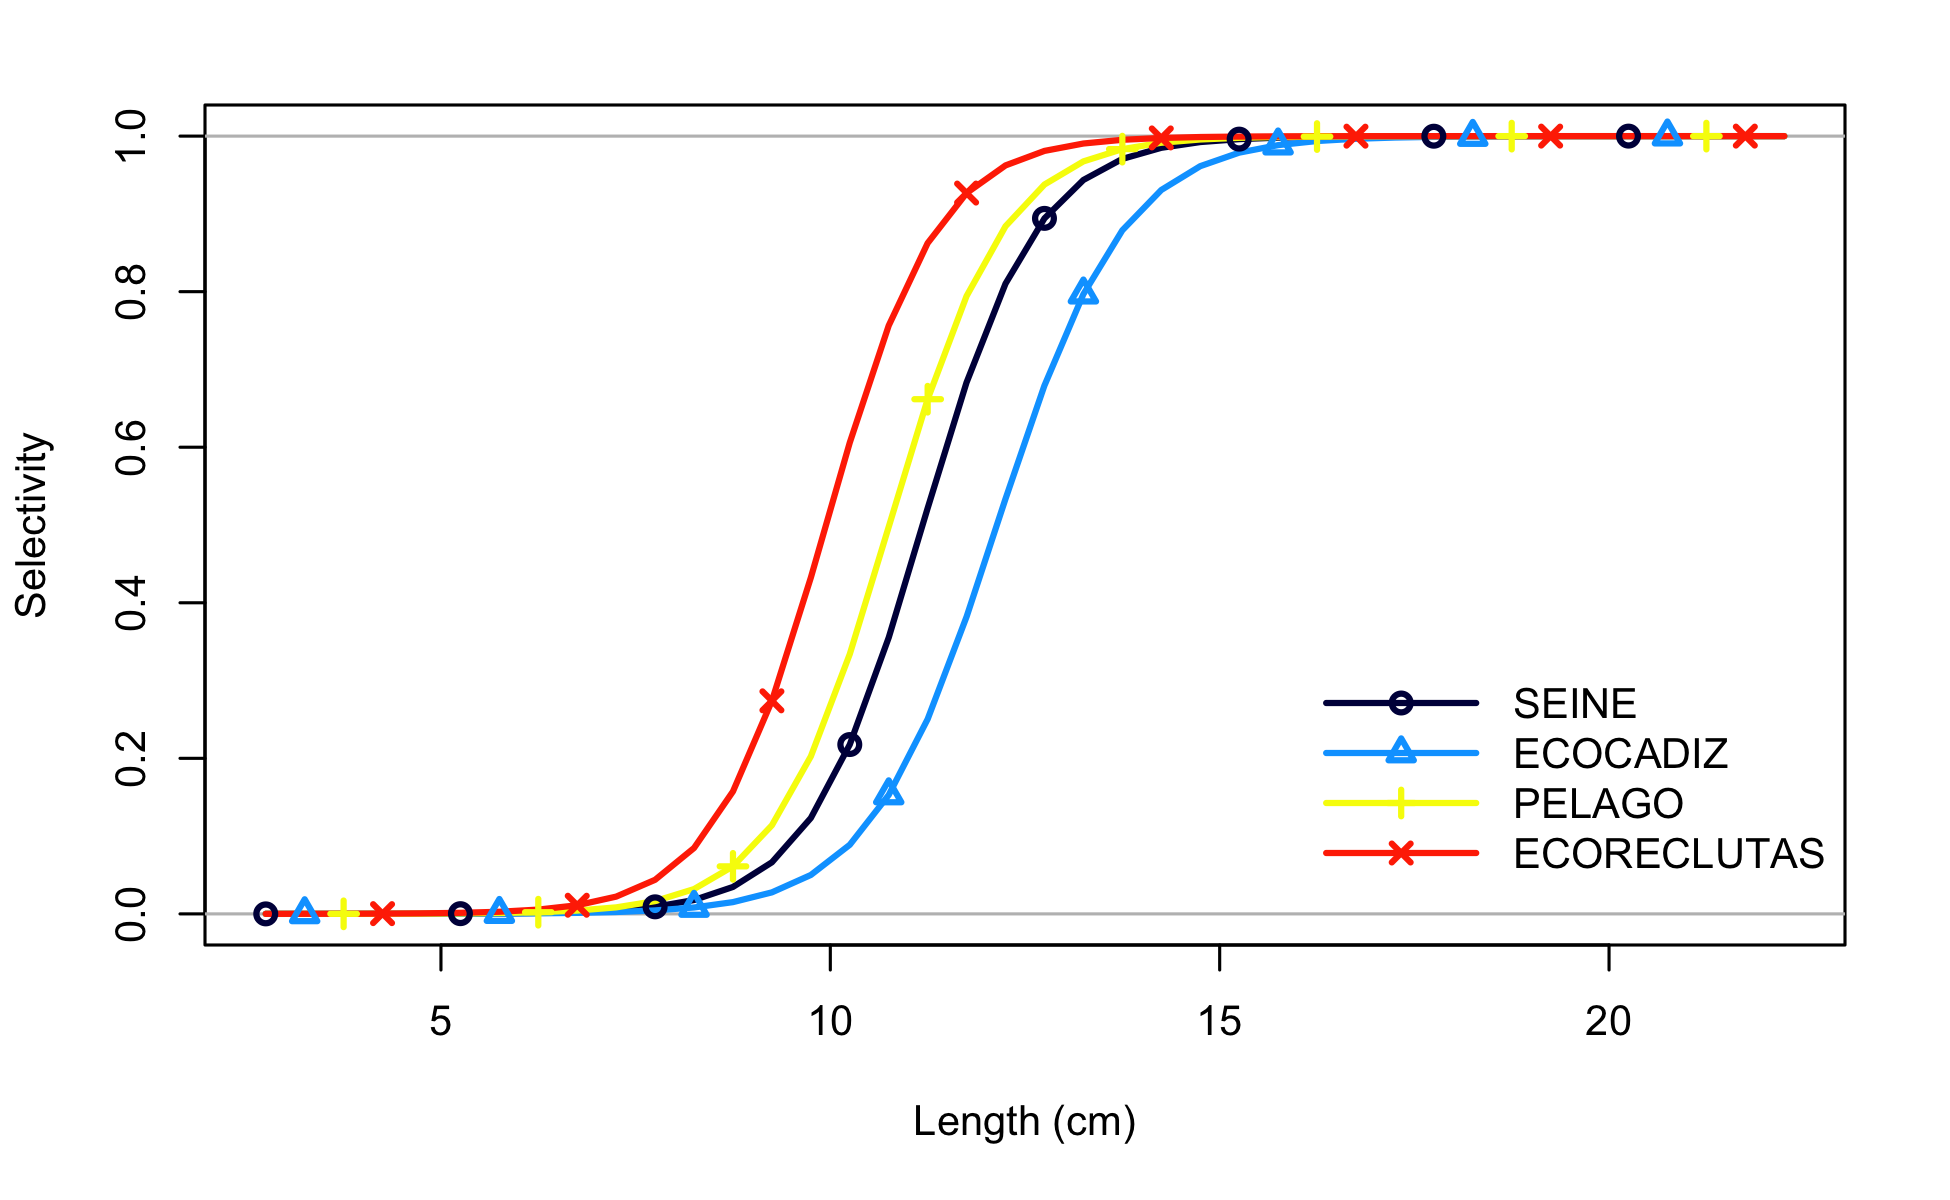 1.0
0.8
0.6
0.4
0.2
0.0
Selectivity
SEINE
ECOCADIZ
PELAGO
ECORECLUTAS
5 10 15 20
Length (cm)